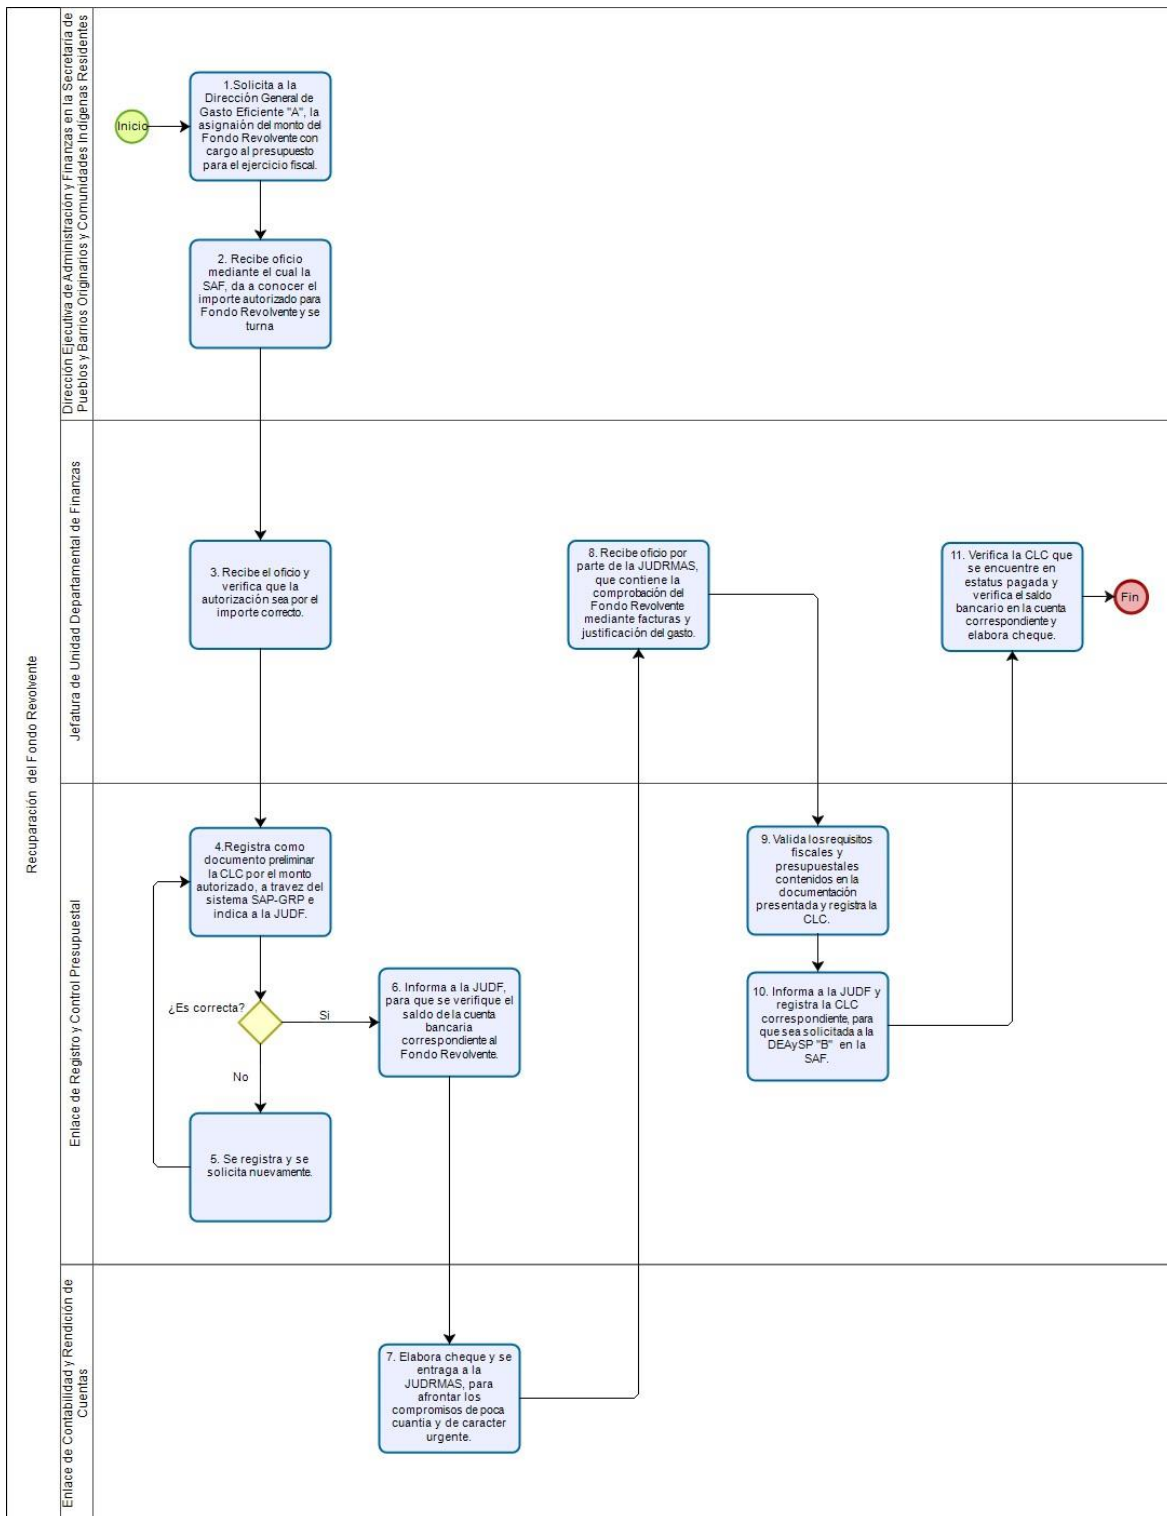 Recuparación del Fondo Revolvente
Dirección Ejecutiva de Administración y Finanzas en la Secretaria de
Pueblos y Barrios Originarios y Comunidades Indígenas Residentes
Inicio
1.Solicita a la
Dirección General de
Gasto Eficiente "A", la
asignaión del monto del
Fondo Revolvente con
cargo al presupuesto
para el ejercicio fiscal.
2. Recibe oficio
mediante el cual la
SAF, da a conocer el
importe autorizado para
Fondo Revolvente y se
turna
Jefatura de Unidad Departamental de Finanzas
3. Recibe el oficio y
verifica que la
autorización sea por el
importe correcto.
8. Recibe oficio por
parte de la JUDRMAS,
que contiene la
comprobación del
Fondo Revolvente
mediante facturas y
justificación del gasto.
11. Verifica la CLC que
se encuentre en
estatus pagada y
verifica el saldo
bancario en la cuenta
correspondiente y
elabora cheque.
Fin
Enlace de Registro y Control Presupuestal
4.Registra como
documento preliminar
la CLC por el monto
autorizado, a travez del
sistema SAP-GRP e
indica a la JUDF.
¿Es correcta?
Si
No
5. Se registra y se
solicita nuevamente.
6. Informa a la JUDF,
para que se verifique el
saldo de la cuenta
bancaria
correspondiente al
Fondo Revolvente.
9. Valida los requisitos
fiscales y
presupuestales
contenidos en la
documentación
presentada y registra la
CLC.
10. Informa a la JUDF y
registra la CLC
correspondiente, para
que sea solicitada a la
DEAySP "B" en la
SAF.
Enlace de Contabilidad y Rendición de
Cuentas
7. Elabora cheque y se
entraga a la
JUDRMAS, para
afrontar los
compromisos de poca
cuantia y de caracter
urgente.